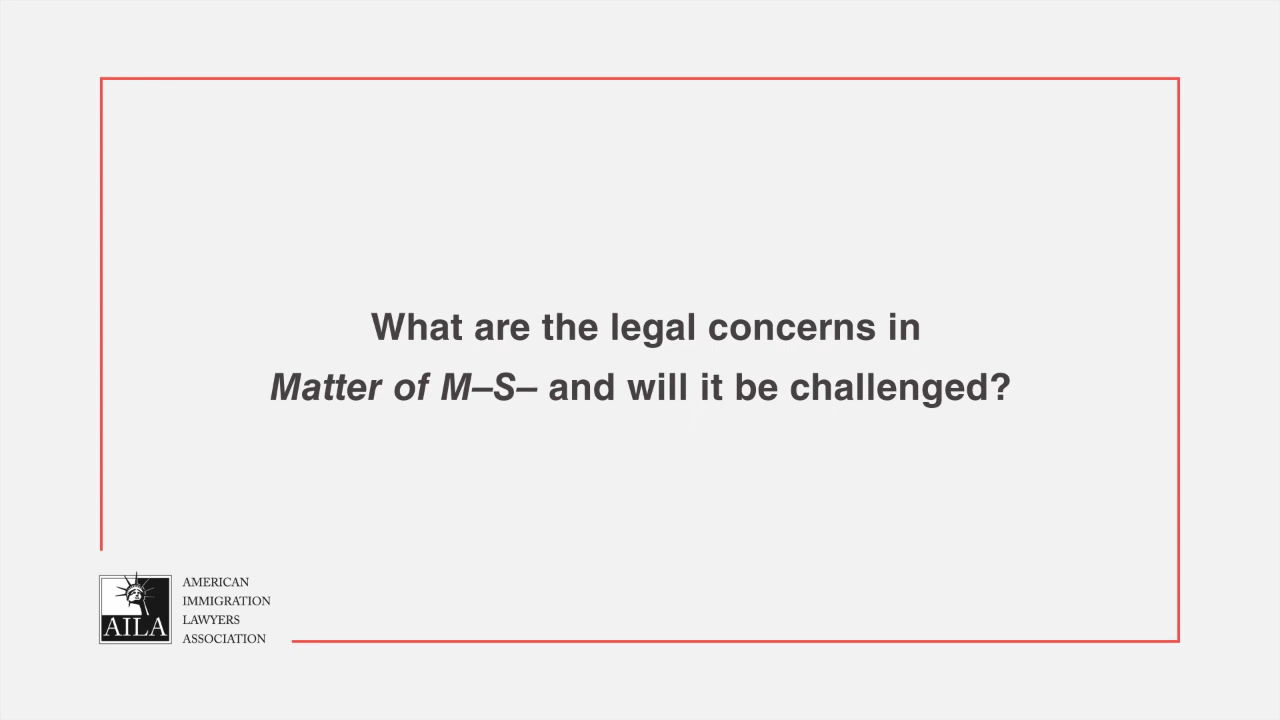 What are the legal concerns in
Matter of M–S– and will it be challenged?
AILA
AMERICAN
IMMIGRATION
LAWYERS
ASSOCIATION